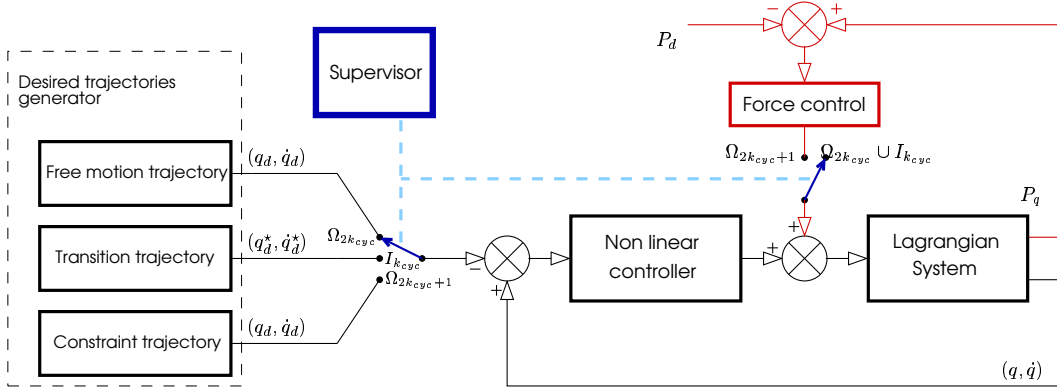 P_d
−
+
Desired trajectories
generator
Supervisor
Force control
Free motion trajectory
(q_d, q̇_d)
Ω_{2k_{cyc}+1}
Ω_{2k_{cyc}} ∪ I_{k_{cyc}}
P_q
Transition trajectory
(q_d^⋆, q̇_d^⋆)
Ω_{2k_{cyc}}
I_{k_{cyc}}
Ω_{2k_{cyc}+1}
−
+
Non linear
controller
+
+
Lagrangian
System
Constraint trajectory
(q_d, q̇_d)
(q, q̇)